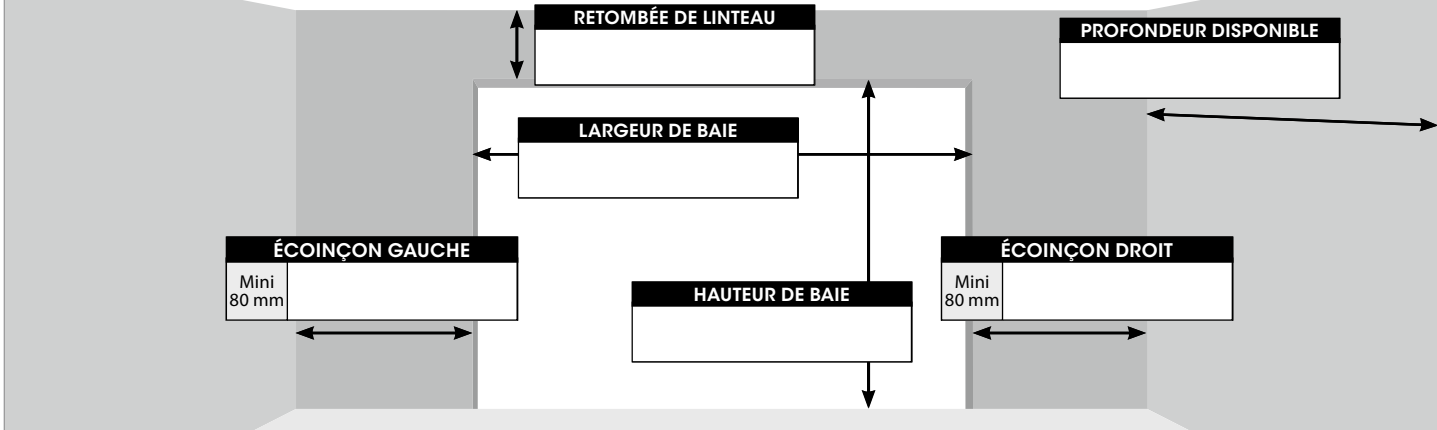 RETOMBÉE DE LINTEAU
PROFONDEUR DISPONIBLE
LARGEUR DE BAIE
ÉCOINÇON GAUCHE
Mini
80 mm
ÉCOINÇON DROIT
Mini
80 mm
HAUTEUR DE BAIE